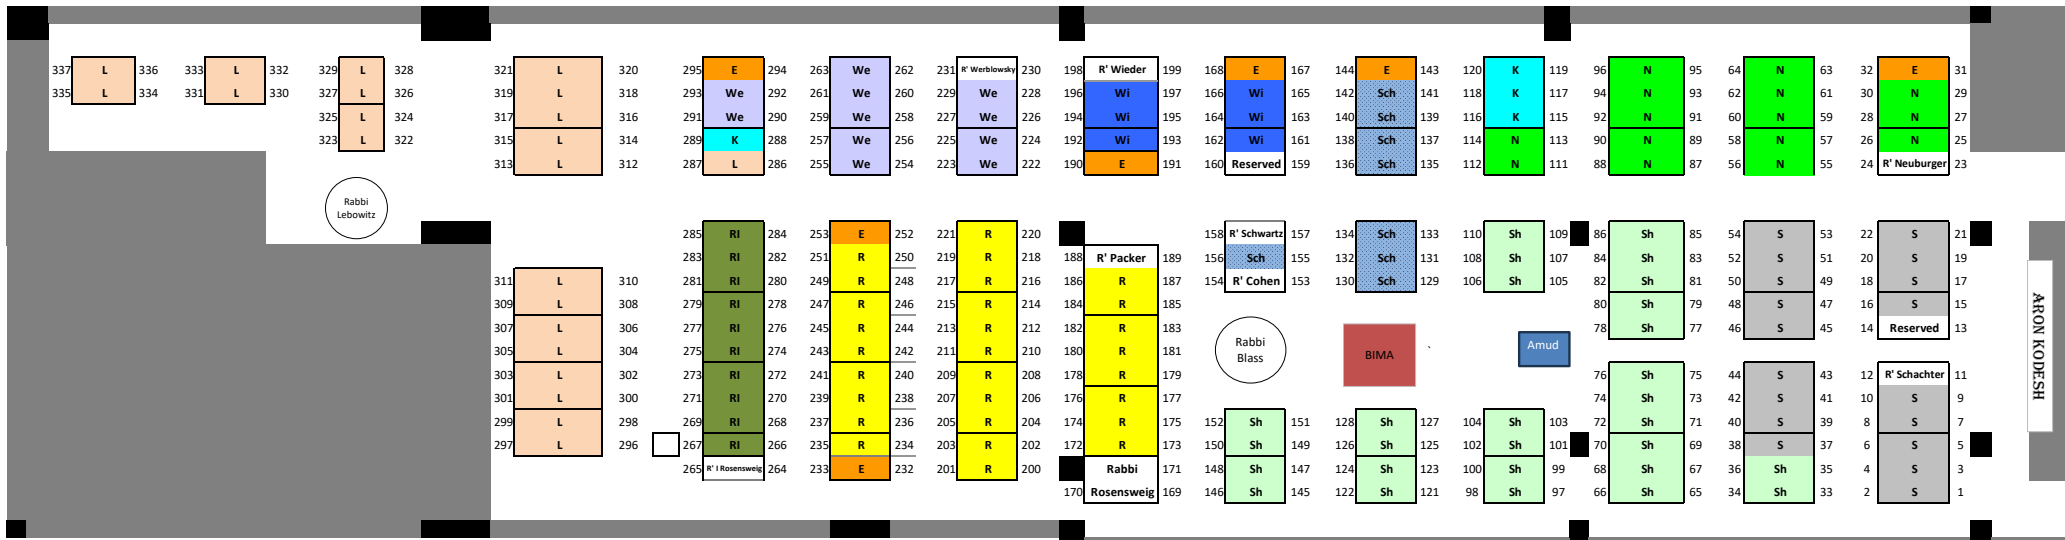 337 L 336 333 L 332 329 L 328 321 L 320 295 E 294 263 We 262 231 R' Werblowsky 230 198 R' Wieder 199 168 E 167 144 E 143 120 K 119 96 N 95 64 N 63 32 E 31
335 L 334 331 L 330 327 L 326 319 L 318 293 We 292 261 We 260 229 We 228 196 Wi 197 166 Wi 165 142 Sch 141 118 K 117 94 N 93 62 N 61 30 N 29
325 L 324 317 L 316 291 We 290 259 We 258 227 We 226 194 Wi 195 164 Wi 163 140 Sch 139 116 K 115 92 N 91 60 N 59 28 N 27
323 L 322 315 L 314 289 K 288 257 We 256 225 We 224 192 Wi 193 162 Wi 161 138 Sch 137 114 N 113 90 N 89 58 N 57 26 N 25
313 L 312 287 L 286 255 We 254 223 We 222 190 E 191 160 Reserved 159 136 Sch 135 112 N 111 88 N 87 56 N 55 24 R' Neuburger 23
Rabbi
Lebowitz
285 RI 284 253 E 252 221 R 220 158 R' Schwartz 157 134 Sch 133 110 Sh 109 86 Sh 85 54 S 53 22 S 21
283 RI 282 251 R 250 219 R 218 188 R' Packer 189 156 Sch 155 132 Sch 131 108 Sh 107 84 Sh 83 52 S 51 20 S 19
311 L 310 281 RI 280 249 R 248 217 R 216 186 R 187 154 R' Cohen 153 130 Sch 129 106 Sh 105 82 Sh 81 50 S 49 18 S 17
309 L 308 279 RI 278 247 R 246 215 R 214 184 R 185 80 Sh 79 48 S 47 16 S 15
307 L 306 277 RI 276 245 R 244 213 R 212 182 R 183 78 Sh 77 46 S 45 14 Reserved 13
305 L 304 275 RI 274 243 R 242 211 R 210 180 R 181
Rabbi
Blass
BIMA
`
Amud
ARON KODESH
303 L 302 273 RI 272 241 R 240 209 R 208 178 R 179 76 Sh 75 44 S 43 12 R' Schachter 11
301 L 300 271 RI 270 239 R 238 207 R 206 176 R 177 74 Sh 73 42 S 41 10 S 9
299 L 298 269 RI 268 237 R 236 205 R 204 174 R 175 152 Sh 151 128 Sh 127 104 Sh 103 72 Sh 71 40 S 39 8 S 7
297 L 296 267 RI 266 235 R 234 203 R 202 172 R 173 150 Sh 149 126 Sh 125 102 Sh 101 70 Sh 69 38 S 37 6 S 5
265 R' I Rosensweig 264 233 E 232 201 R 200 Rabbi 171 148 Sh 147 124 Sh 123 100 Sh 99 68 Sh 67 36 Sh 35 4 S 3
170 Rosensweig 169 146 Sh 145 122 Sh 121 98 Sh 97 66 Sh 65 34 Sh 33 2 S 1